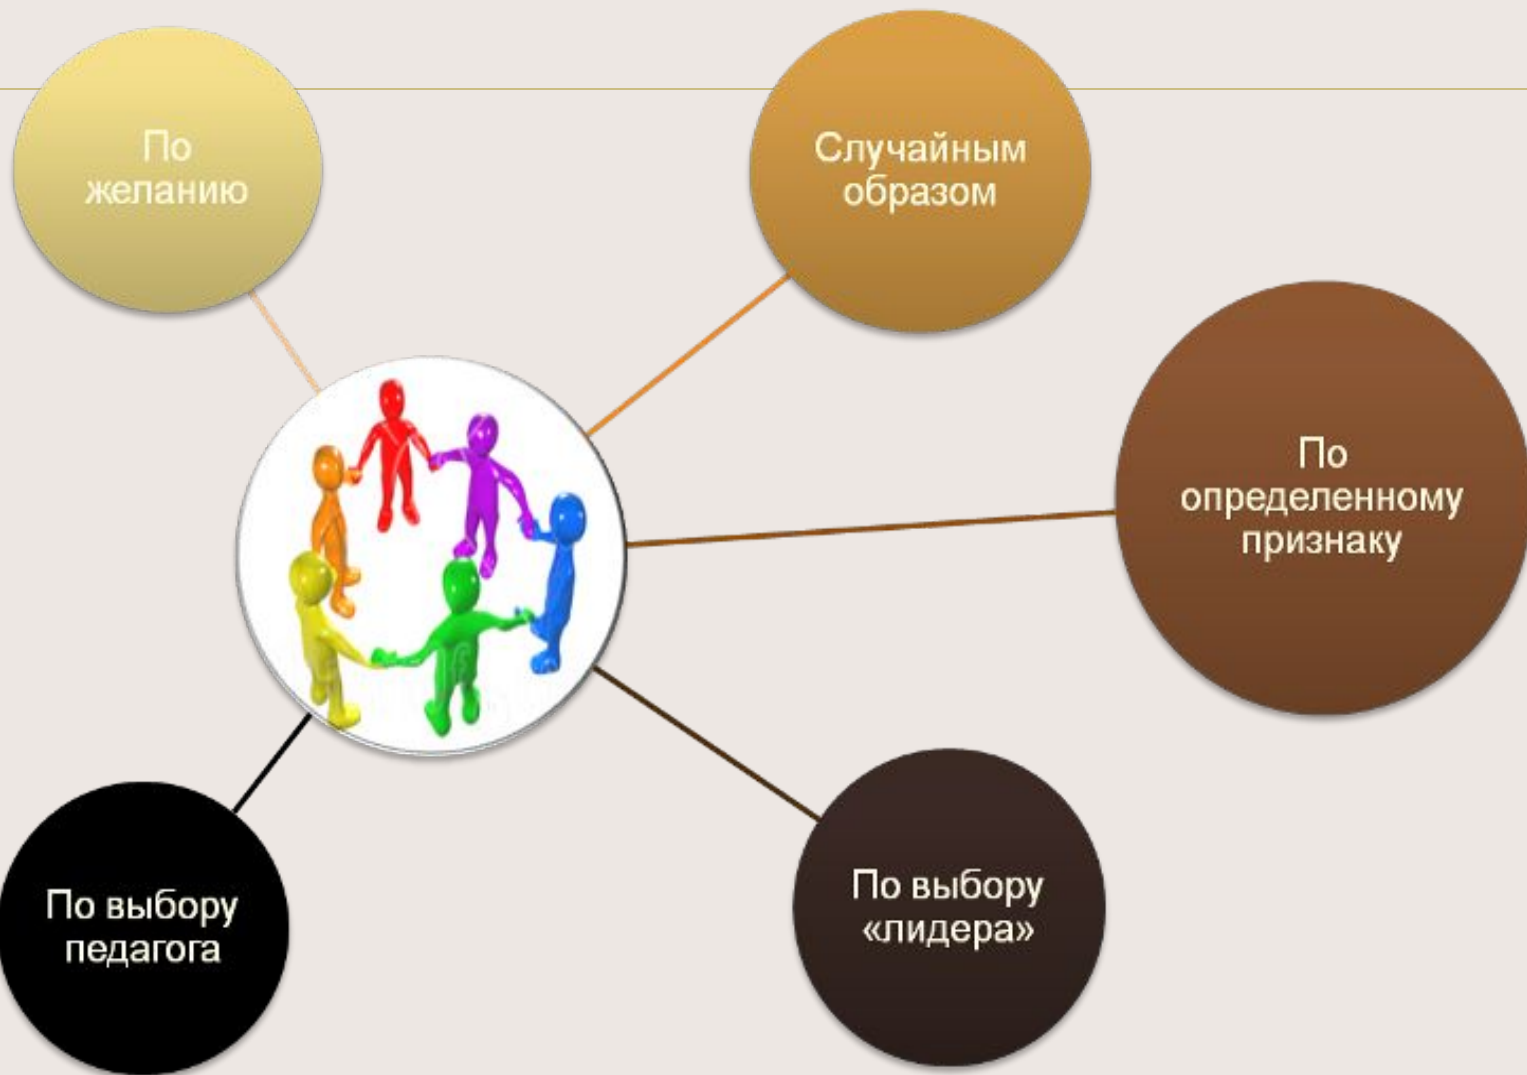 По
желанию
Случайным
образом
По
определенному
признаку
По выбору
«лидера»
По выбору
педагога